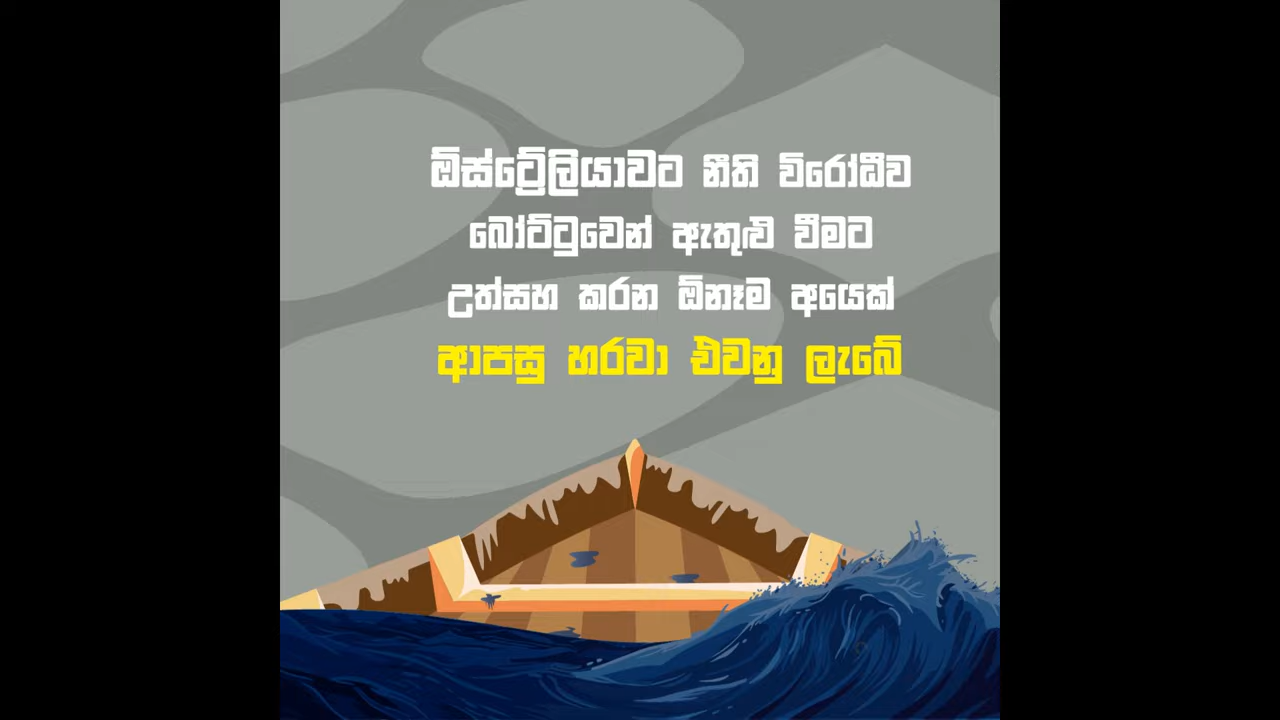 ඕස්ට්‍රේලියාවට නීති විරෝධීව
බෝට්ටුවෙන් ඇතුළු වීමට
උත්සහ කරන ඕනෑම අයෙක්
ආපසු හරවා එවනු ලැබේ